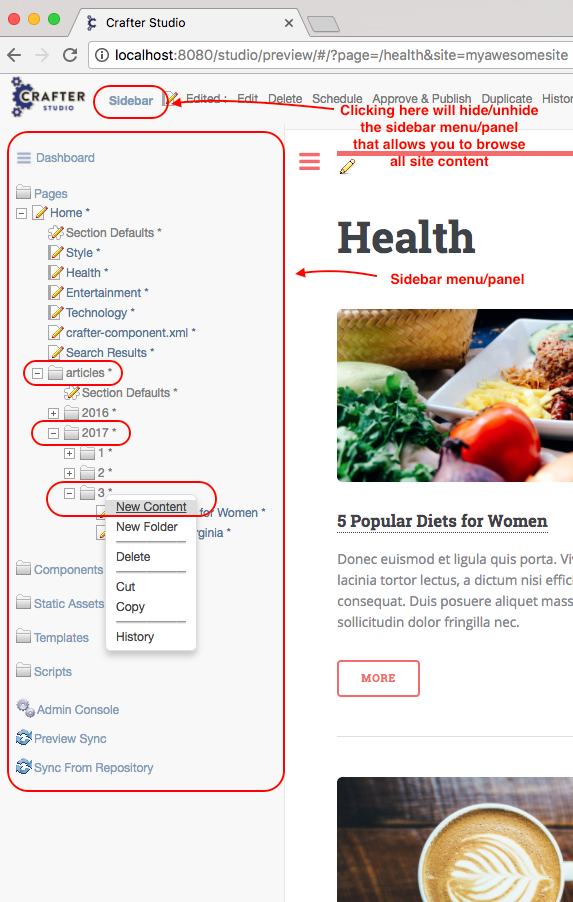 Crafter Studio
localhost:8080/studio/preview/#/?page=/health&site=myawesomesite
CRAFTER
STUDIO
Sidebar
Edited :
Edit
Delete
Schedule
Approve & Publish
Duplicate
Clicking here will hide/unhide
the sidebar menu/panel
that allows you to browse
all site content
Dashboard
Pages
Home *
Section Defaults *
Style *
Health *
Entertainment *
Technology *
crafter-component.xml *
Search Results *
articles *
Section Defaults *
2016 *
2017 *
1 *
2 *
3 *
New Content
New Folder
Delete
Cut
Copy
History
for Women *
Components
Static Assets
Templates
Scripts
Admin Console
Preview Sync
Sync From Repository
Health
Sidebar menu/panel
5 Popular Diets for Women
Donec euismod et ligula quis porta.
lacinia tortor lectus, a dictum nisi
consequat. Duis posuere aliquet
sollicitudin dolor fringilla nec.
MORE